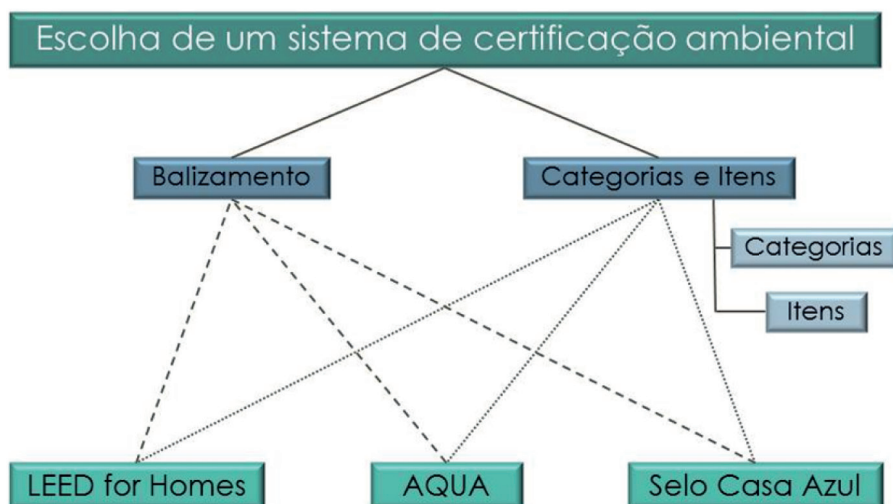 Escolha de um sistema de certificação ambiental
Balizamento
Categorias e Itens
Categorias
Itens
LEED for Homes
AQUA
Selo Casa Azul